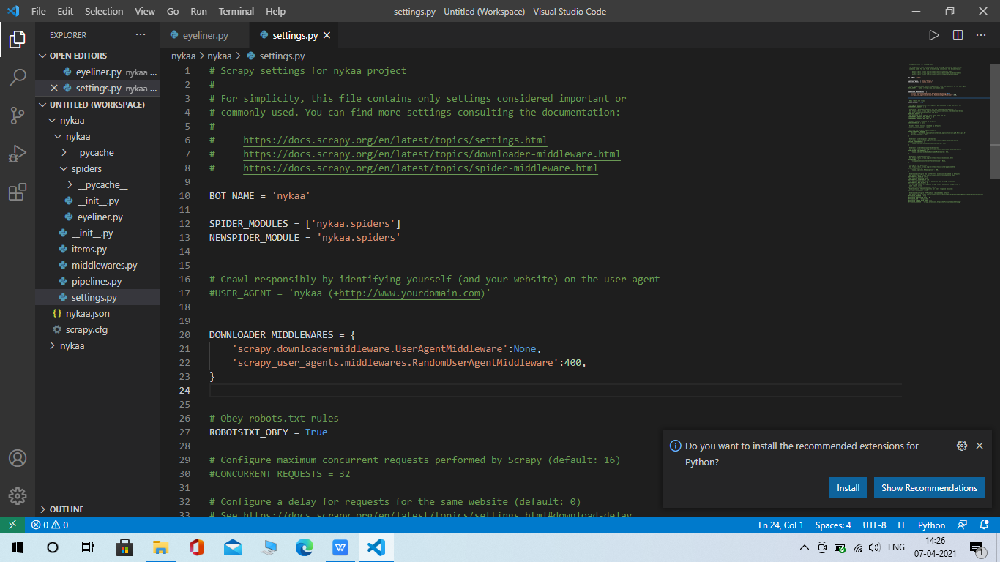 File Edit Selection View Go Run Terminal Help
settings.py - Untitled (Workspace) - Visual Studio Code
EXPLORER
OPEN EDITORS
eyeliner.py nykaa ...
settings.py nykaa ...
UNTITLED (WORKSPACE)
nykaa
nykaa
__pycache__
spiders
__pycache__
__init__.py
eyeliner.py
__init__.py
items.py
middlewares.py
pipelines.py
settings.py
{} nykaa.json
scrapy.cfg
nykaa
OUTLINE
eyeliner.py
settings.py
nykaa > nykaa > settings.py
1 # Scrapy settings for nykaa project
2 #
3 # For simplicity, this file contains only settings considered important or
4 # commonly used. You can find more settings consulting the documentation:
5 #
6 #     https://docs.scrapy.org/en/latest/topics/settings.html
7 #     https://docs.scrapy.org/en/latest/topics/downloader-middleware.html
8 #     https://docs.scrapy.org/en/latest/topics/spider-middleware.html
9
10 BOT_NAME = 'nykaa'
11
12 SPIDER_MODULES = ['nykaa.spiders']
13 NEWSPIDER_MODULE = 'nykaa.spiders'
14
15
16 # Crawl responsibly by identifying yourself (and your website) on the user-agent
17 #USER_AGENT = 'nykaa (+http://www.yourdomain.com)'
18
19
20 DOWNLOADER_MIDDLEWARES = {
21     'scrapy.downloadermiddleware.UserAgentMiddleware':None,
22     'scrapy_user_agents.middlewares.RandomUserAgentMiddleware':400,
23 }
24
25
26 # Obey robots.txt rules
27 ROBOTSTXT_OBEY = True
28
29 # Configure maximum concurrent requests performed by Scrapy (default: 16)
30 #CONCURRENT_REQUESTS = 32
31
32 # Configure a delay for requests for the same website (default: 0)
33 # See https://docs.scrapy.org/en/latest/topics/settings.html#download-delay
Do you want to install the recommended extensions for
Python?
Install
Show Recommendations
0 0
Ln 24, Col 1 Spaces: 4 UTF-8 LF Python
ENG
14:26
07-04-2021
1